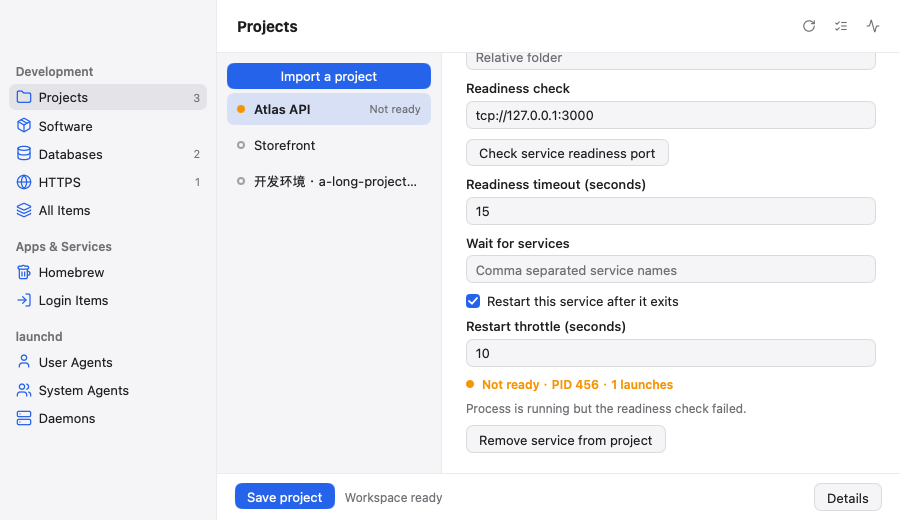 Projects
Development
Projects 3
Software
Databases 2
HTTPS 1
All Items
Apps & Services
Homebrew
Login Items
launchd
User Agents
System Agents
Daemons
Import a project
Atlas API Not ready
Storefront
开发环境 · a-long-project...
Relative folder
Readiness check
tcp://127.0.0.1:3000
Check service readiness port
Readiness timeout (seconds)
15
Wait for services
Comma separated service names
Restart this service after it exits
Restart throttle (seconds)
10
Not ready · PID 456 · 1 launches
Process is running but the readiness check failed.
Remove service from project
Save project Workspace ready
Details